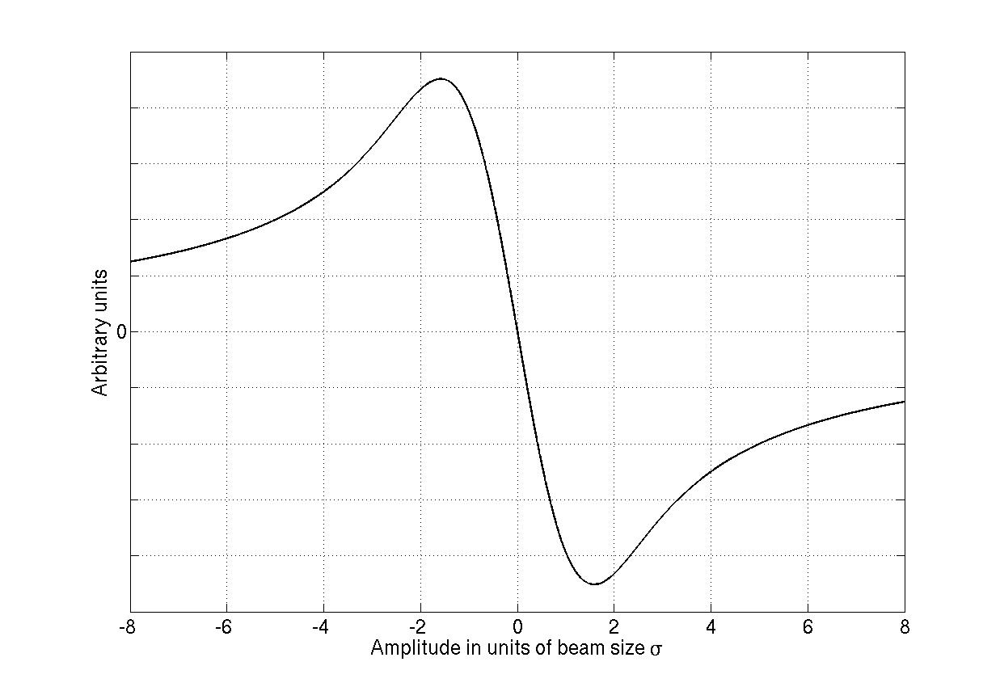 Arbitrary units
0
-8 -6 -4 -2 0 2 4 6 8
Amplitude in units of beam size σ